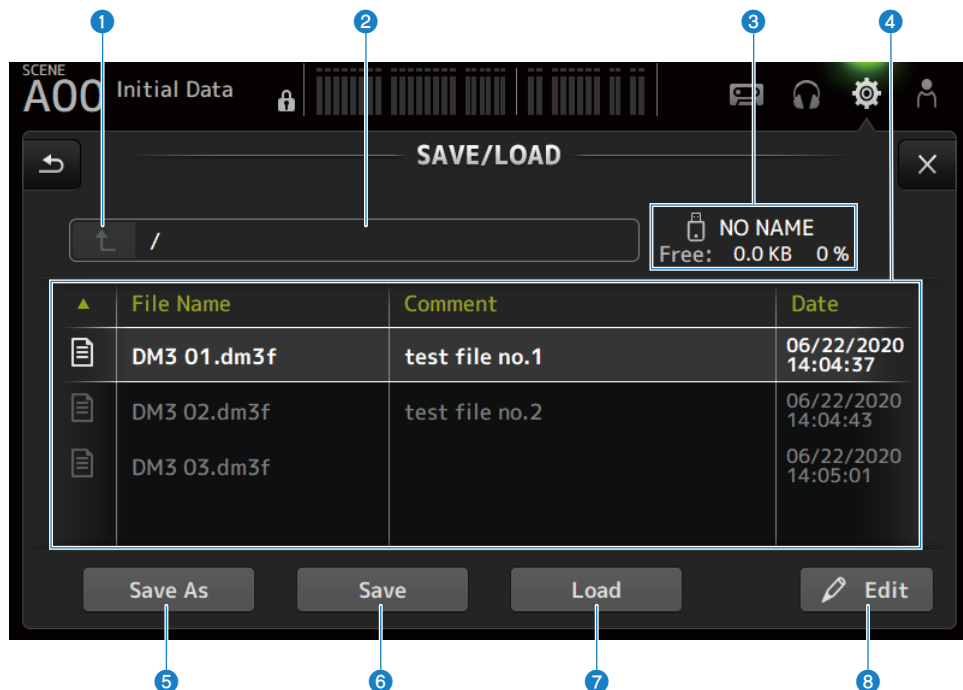 1 2 3 4
SCENE
A00 Initial Data
SAVE/LOAD
/
NO NAME
Free: 0.0 KB 0 %
▲ File Name Comment Date
DM3 01.dm3f test file no.1 06/22/2020
14:04:37
DM3 02.dm3f test file no.2 06/22/2020
14:04:43
DM3 03.dm3f 06/22/2020
14:05:01
Save As Save Load Edit
5 6 7 8